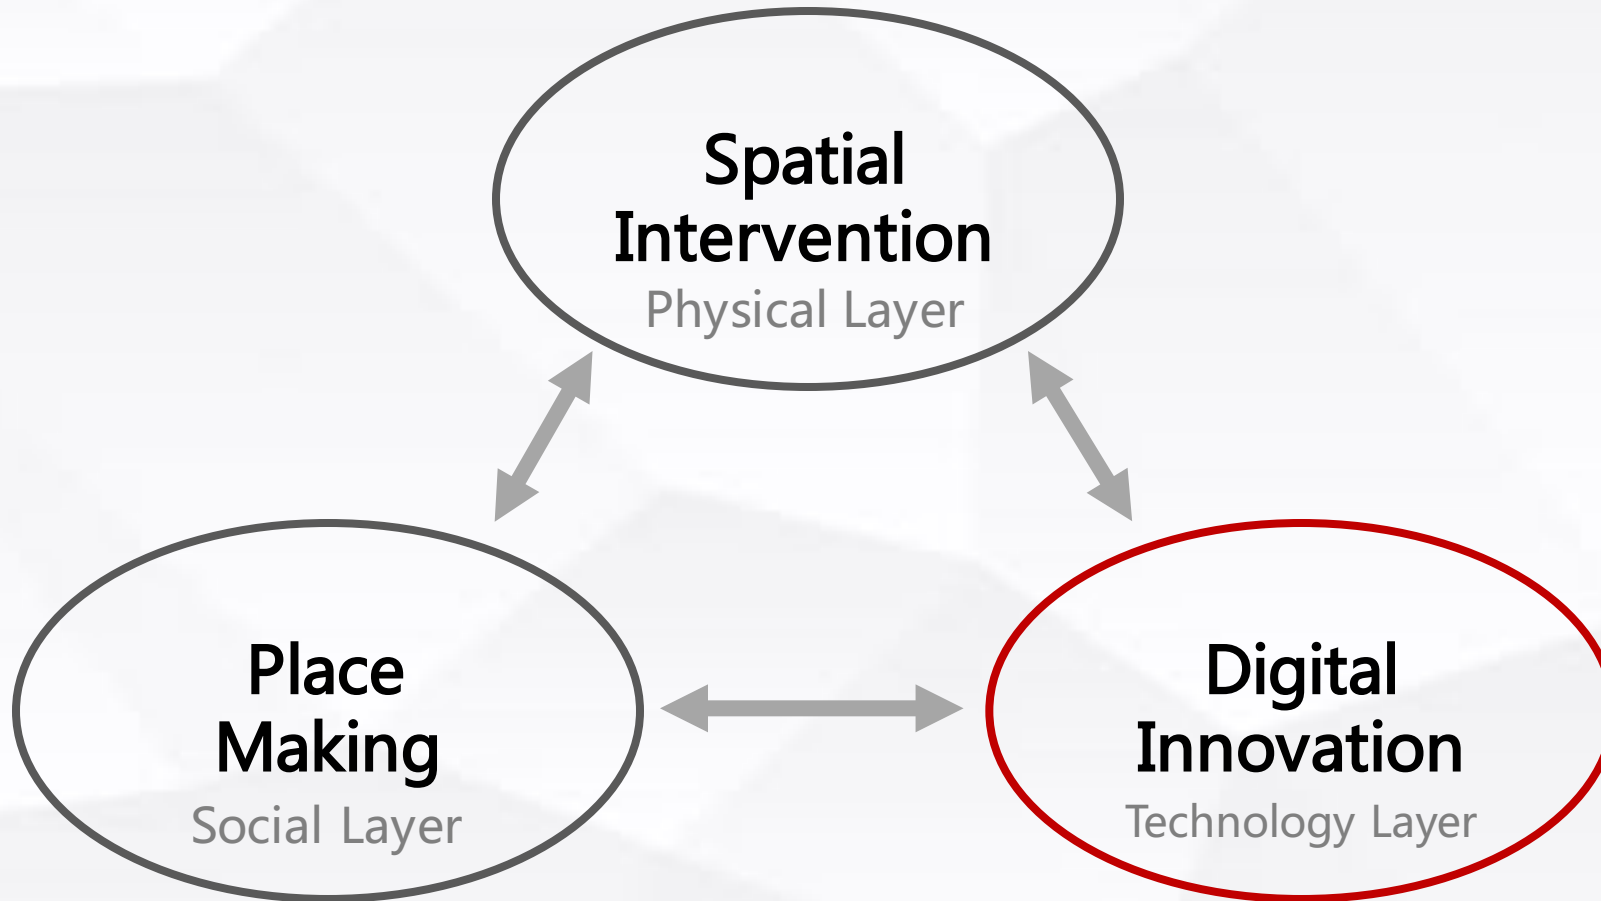 Spatial
Intervention
Physical Layer
Place
Making
Social Layer
Digital
Innovation
Technology Layer